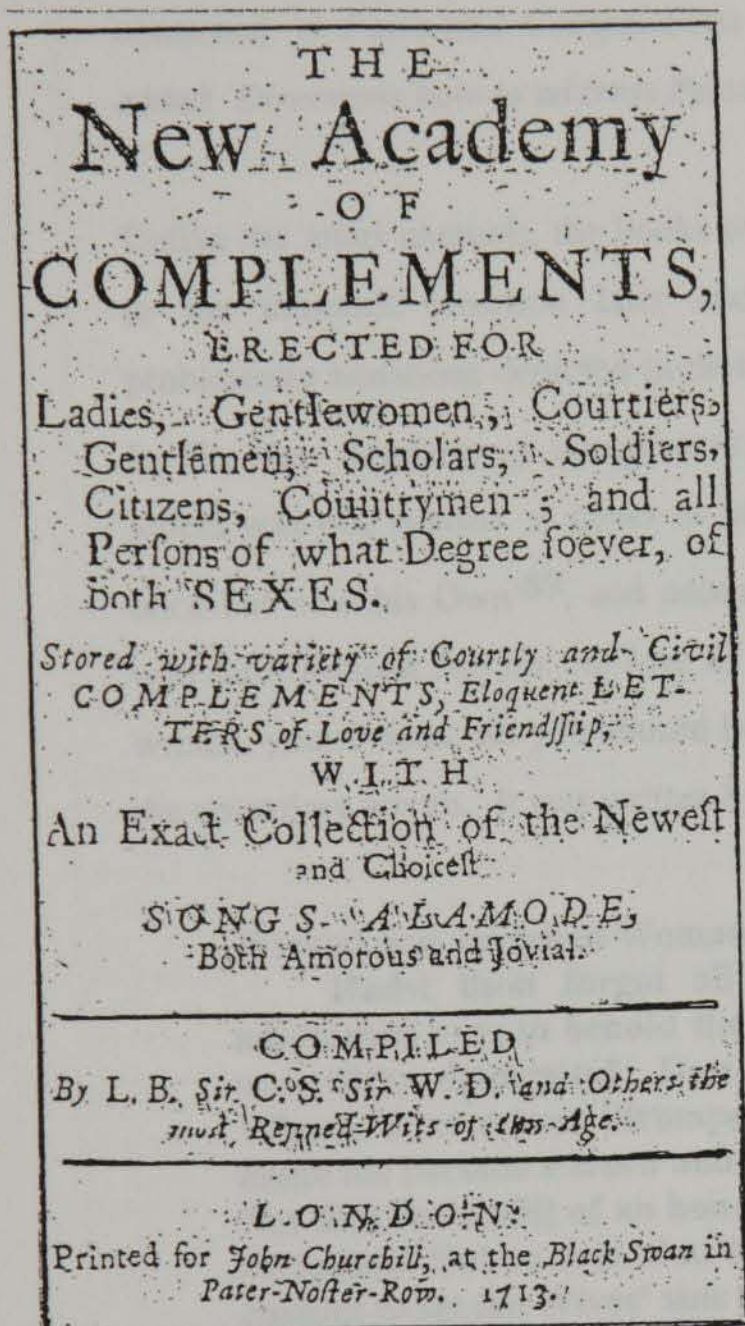 THE
New Academy
OF
COMPLEMENTS,
ERECTED FOR
Ladies, Gentlewomen, Courtiers,
Gentlemen, Scholars, Soldiers,
Citizens, Countrymen ; and all
Perſons of what Degree ſoever, of
both SEXES.
Stored with variety of Courtly and Civil
COMPLEMENTS, Eloquent LET-
TERS of Love and Friendſhip,
WITH
An Exact Collection of the Neweſt
and Choiceſt
SONGS ALAMODE,
Both Amorous and Jovial.
COMPILED
By L. B. Sir C. S. Sir W. D. and Others the
moſt Refined Wits of this Age.
LONDON:
Printed for John Churchill, at the Black Swan in
Pater-Noſter-Row. 1713.